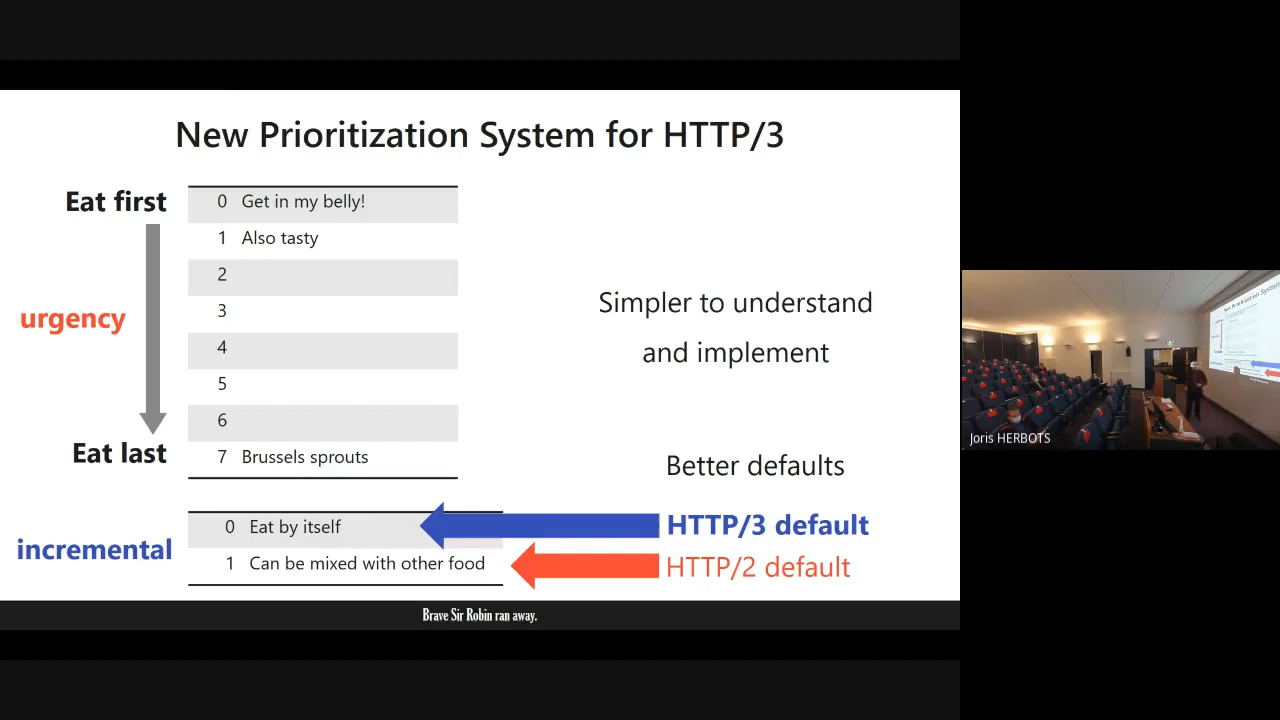 New Prioritization System for HTTP/3
Eat first
0 Get in my belly!
1 Also tasty
2
urgency
3
4
5
6
Eat last
7 Brussels sprouts
Simpler to understand
and implement
Better defaults
incremental
0 Eat by itself
HTTP/3 default
1 Can be mixed with other food
HTTP/2 default
Brave Sir Robin ran away.
New Prioritization System
Joris HERBOTS